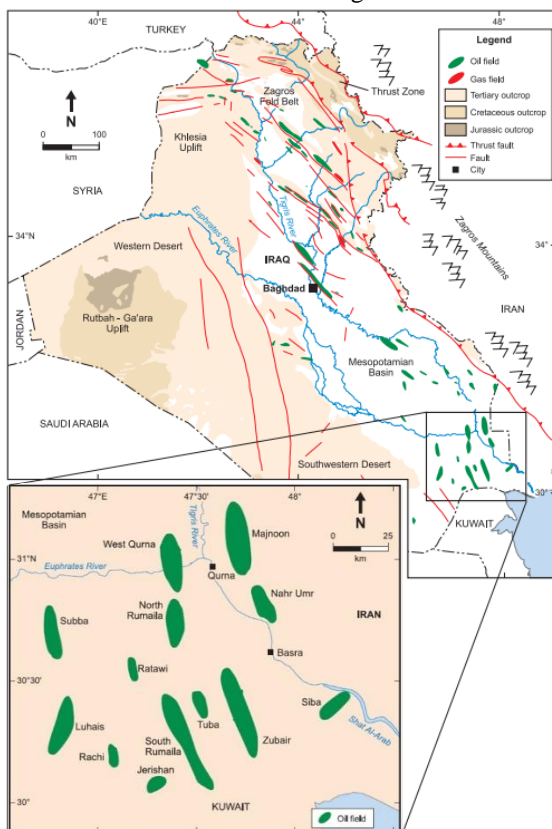 40°
44°
48°
TURKEY
Legend
Oil field
Gas field
Tertiary outcrop
Cretaceous outcrop
Jurassic outcrop
Thrust fault
Fault
City
Zagros
Fold Belt
Thrust Zone
N
0
100
km
Khlesia
Uplift
SYRIA
Tigris River
Euphrates River
Zagros Mountains
34°N
34°
Western Desert
IRAQ
Baghdad
IRAN
JORDAN
Rutbah - Ga'ara
Uplift
Mesopotamian
Basin
SAUDI ARABIA
Southwestern Desert
30°
KUWAIT
44°
48°
47°E
47°30'
48°
Mesopotamian
Basin
Tigris River
N
0
25
km
West Qurna
Majnoon
31°N
Euphrates River
Qurna
North
Rumaila
Nahr Umr
IRAN
Subba
Basra
Ratawi
30°30'
Siba
Shat Al-Arab
Tuba
Luhais
South
Rumaila
Zubair
Rachi
Jerishan
30°
KUWAIT
Oil field